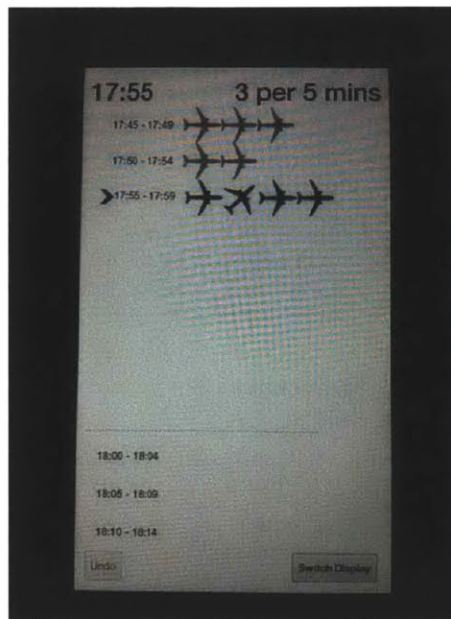 17:55 3 per 5 mins
17:45 - 17:49
17:50 - 17:54
17:55 - 17:59
18:00 - 18:04
18:05 - 18:09
18:10 - 18:14
Undo Switch Display